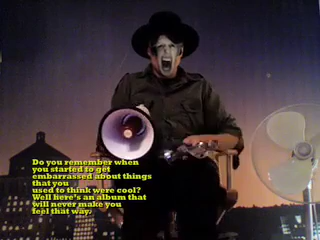 Do you remember when
you started to get
embarrassed about things
that you
used to think were cool?
Well here's an album that
will never make you
feel that way.